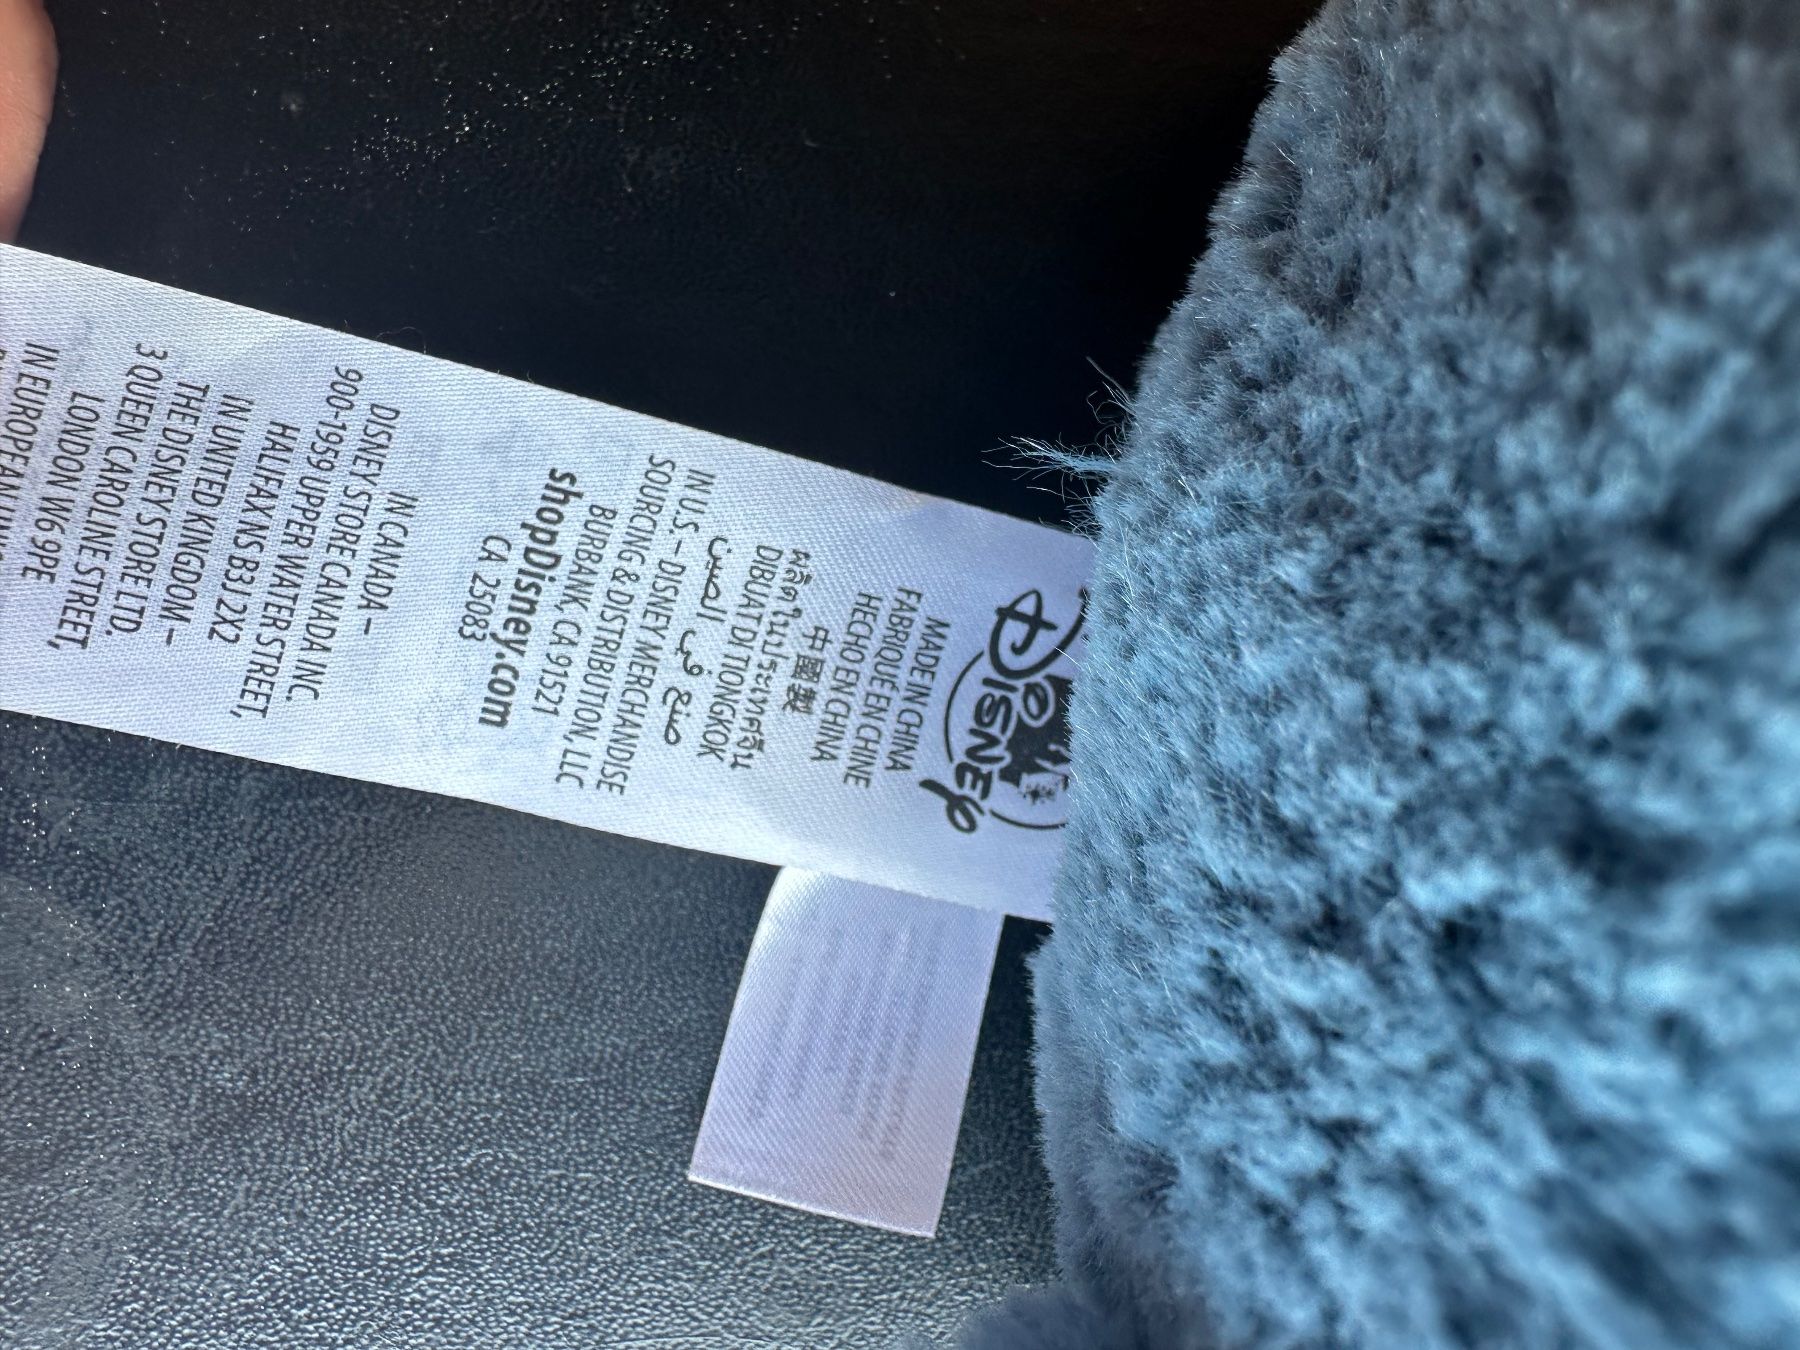 DISNEY
MADE IN CHINA
FABRIQUÉ EN CHINE
HECHO EN CHINA
中國製
ผลิตในประเทศจีน
DIBUAT DI TIONGKOK
صنع في الصين
IN U.S. – DISNEY MERCHANDISE
SOURCING & DISTRIBUTION, LLC
BURBANK, CA 91521
shopDisney.com
CA 25083
IN CANADA –
DISNEY STORE CANADA INC.
900-1959 UPPER WATER STREET,
HALIFAX NS B3J 2X2
IN UNITED KINGDOM –
THE DISNEY STORE LTD.
3 QUEEN CAROLINE STREET,
LONDON W6 9PE
IN EUROPEAN